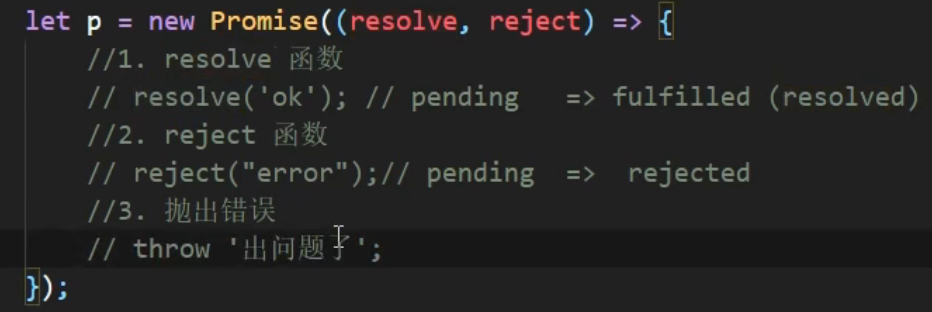 let p = new Promise((resolve, reject) => {
    //1. resolve 函数
    // resolve('ok'); // pending   => fulfilled (resolved)
    //2. reject 函数
    // reject("error");// pending  =>  rejected
    //3. 抛出错误
    // throw '出问题了';
});